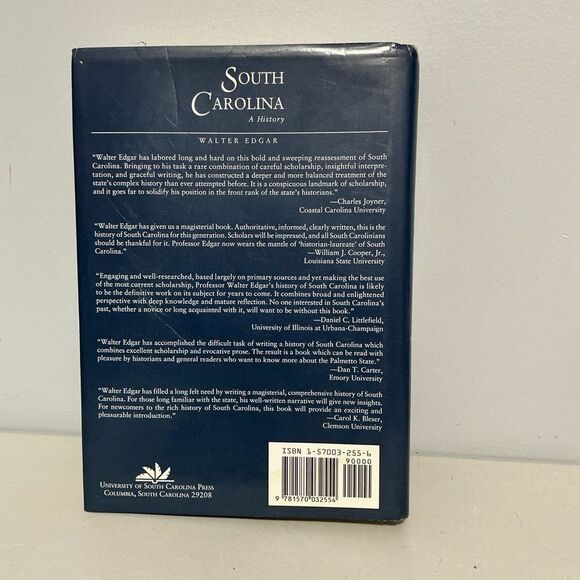 SOUTH
CAROLINA
A History
WALTER EDGAR
"Walter Edgar has labored long and hard on this bold and sweeping reassessment of South
Carolina. Bringing to his task a rare combination of careful scholarship, insightful interpre-
tation, and graceful writing, he has constructed a deeper and more balanced treatment of the
state's complex history than ever attempted before. It is a conspicuous landmark of scholarship,
and it goes far to solidify his position in the front rank of the state's historians."
—Charles Joyner,
Coastal Carolina University
"Walter Edgar has given us a magisterial book. Authoritative, informed, clearly written, this is the
history of South Carolina for this generation. Scholars will be impressed, and all South Carolinians
should be thankful for it. Professor Edgar now wears the mantle of 'historian-laureate' of South
Carolina."
—William J. Cooper, Jr.,
Louisiana State University
"Engaging and well-researched, based largely on primary sources and yet making the best use
of the most current scholarship, Professor Walter Edgar's history of South Carolina is likely
to be the definitive work on its subject for years to come. It combines broad and enlightened
perspective with deep knowledge and mature reflection. No one interested in South Carolina's
past, whether a novice or long acquainted with it, will want to be without this book."
—Daniel C. Littlefield,
University of Illinois at Urbana-Champaign
"Walter Edgar has accomplished the difficult task of writing a history of South Carolina which
combines excellent scholarship and evocative prose. The result is a book which can be read with
pleasure by historians and general readers who want to know more about the Palmetto State."
—Dan T. Carter,
Emory University
"Walter Edgar has filled a long felt need by writing a magisterial, comprehensive history of South
Carolina. For those long familiar with the state, his well-written narrative will give new insights.
For newcomers to the rich history of South Carolina, this book will provide an exciting and
pleasurable introduction."
—Carol K. Bleser,
Clemson University
ISBN 1-57003-255-6
90000
9 781570 032554
UNIVERSITY OF SOUTH CAROLINA PRESS
COLUMBIA, SOUTH CAROLINA 29208